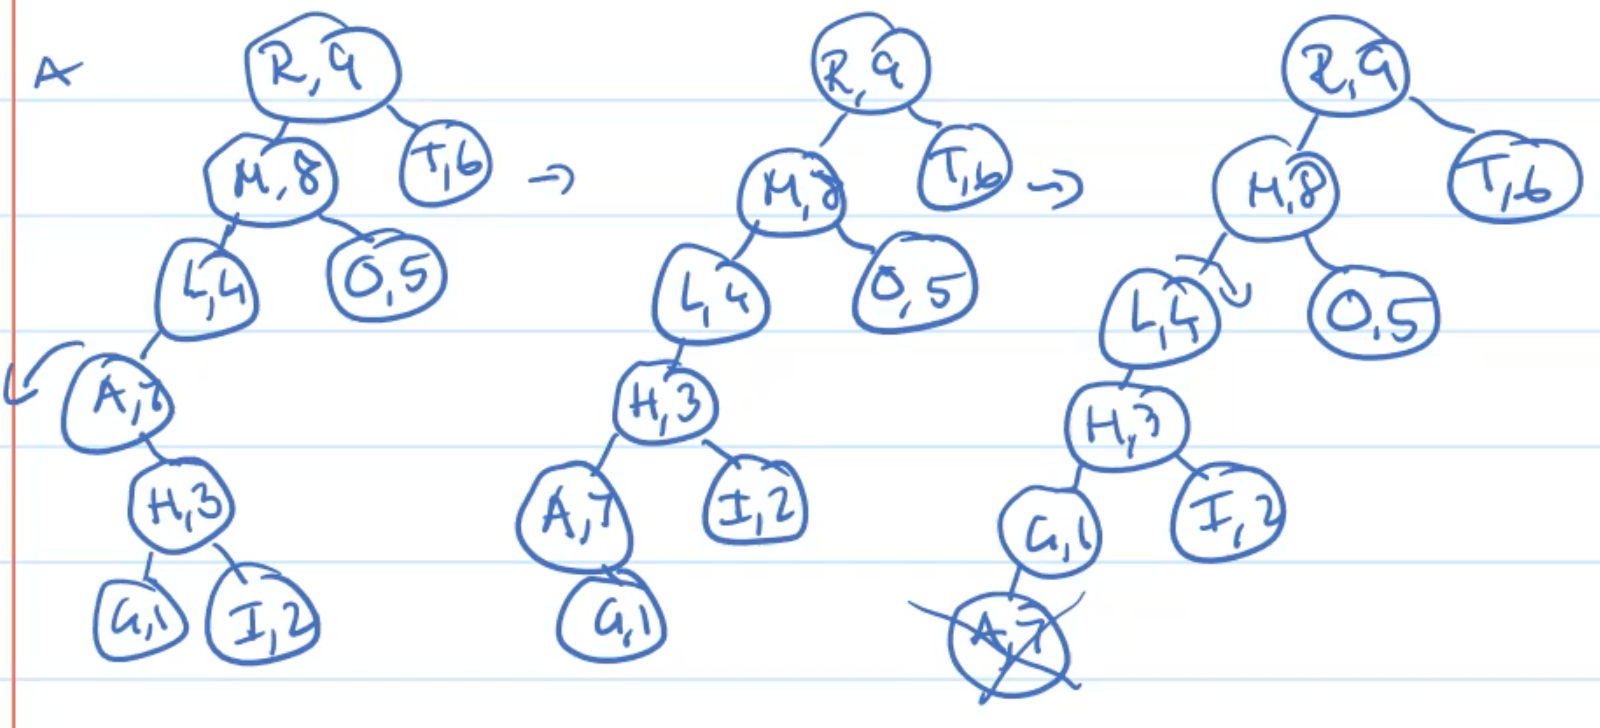 A
R,9 R,9 R,9
M,8 T,6 → M,8 T,6 → M,8 T,6
L,4 O,5 L,4 O,5 L,4 O,5
A,7 H,3 H,3
H,3 A,7 I,2 G,1 I,2
G,1 I,2 G,1 A,7